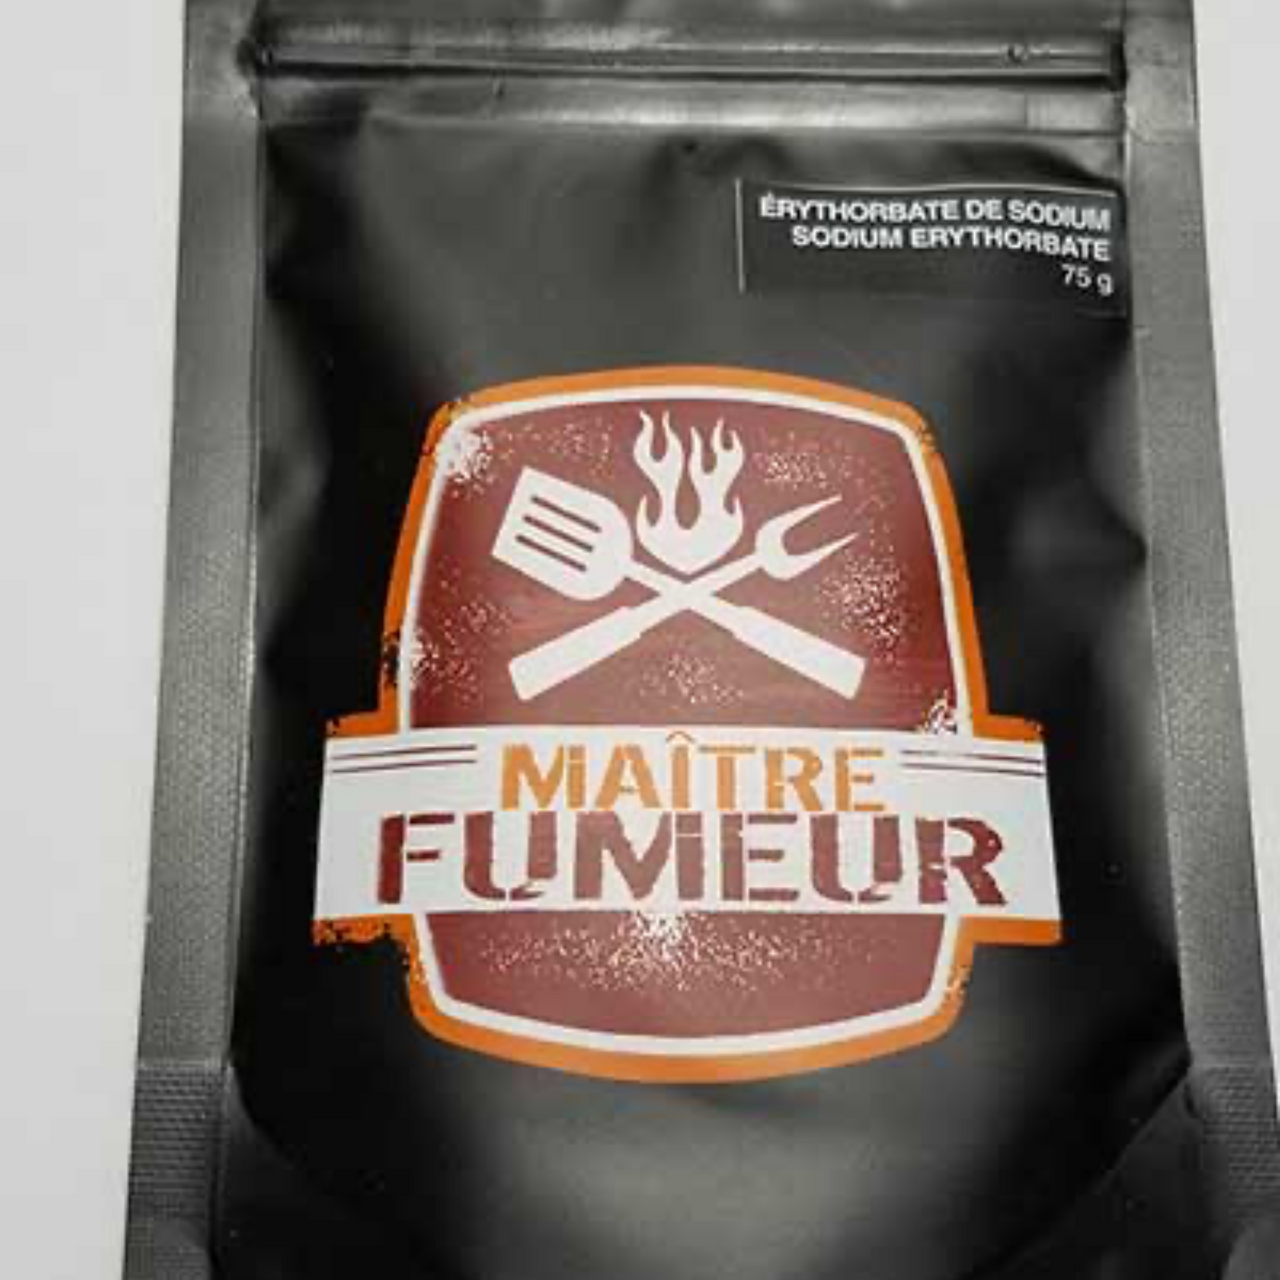 ÉRYTHORBATE DE SODIUM
SODIUM ERYTHORBATE
75 g
MAÎTRE
FUMEUR